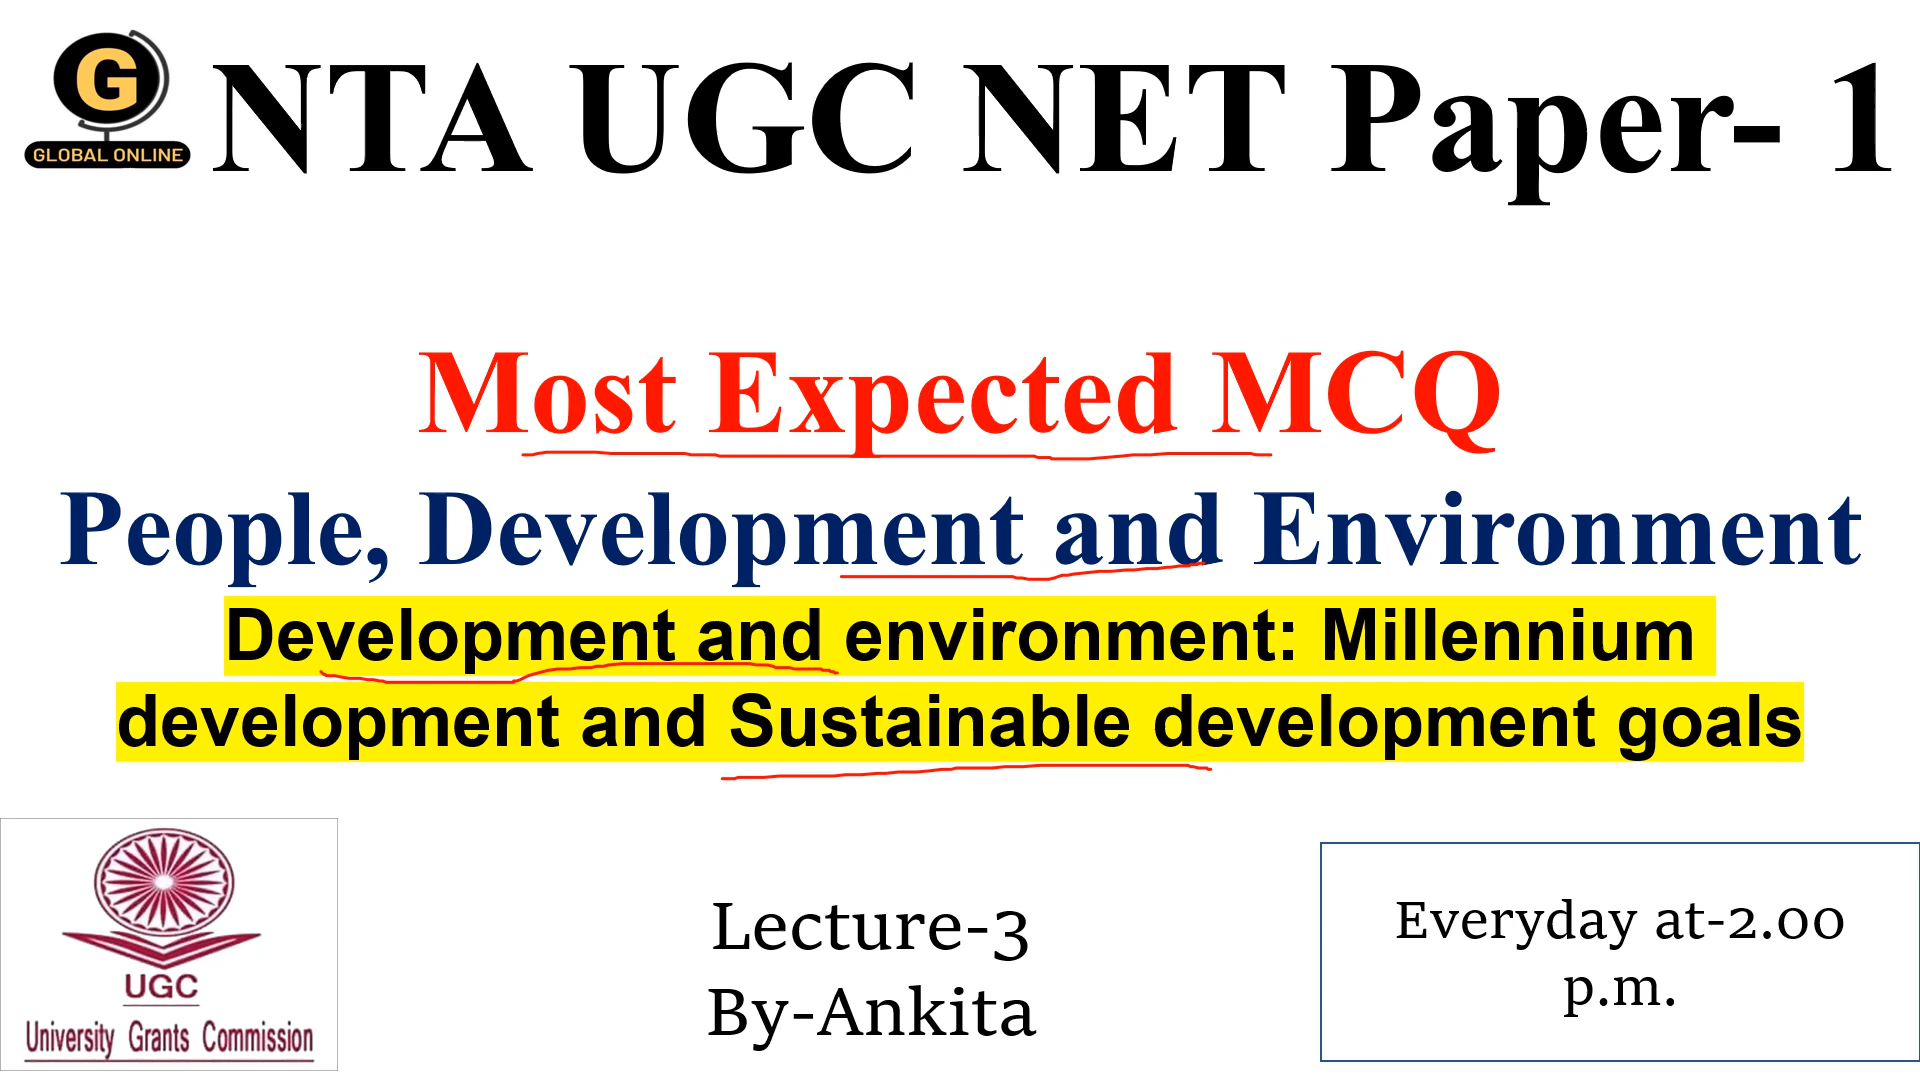 G
GLOBAL ONLINE
NTA UGC NET Paper- 1
Most Expected MCQ
People, Development and Environment
Development and environment: Millennium
development and Sustainable development goals
UGC
University Grants Commission
Lecture-3
By-Ankita
Everyday at-2.00
p.m.